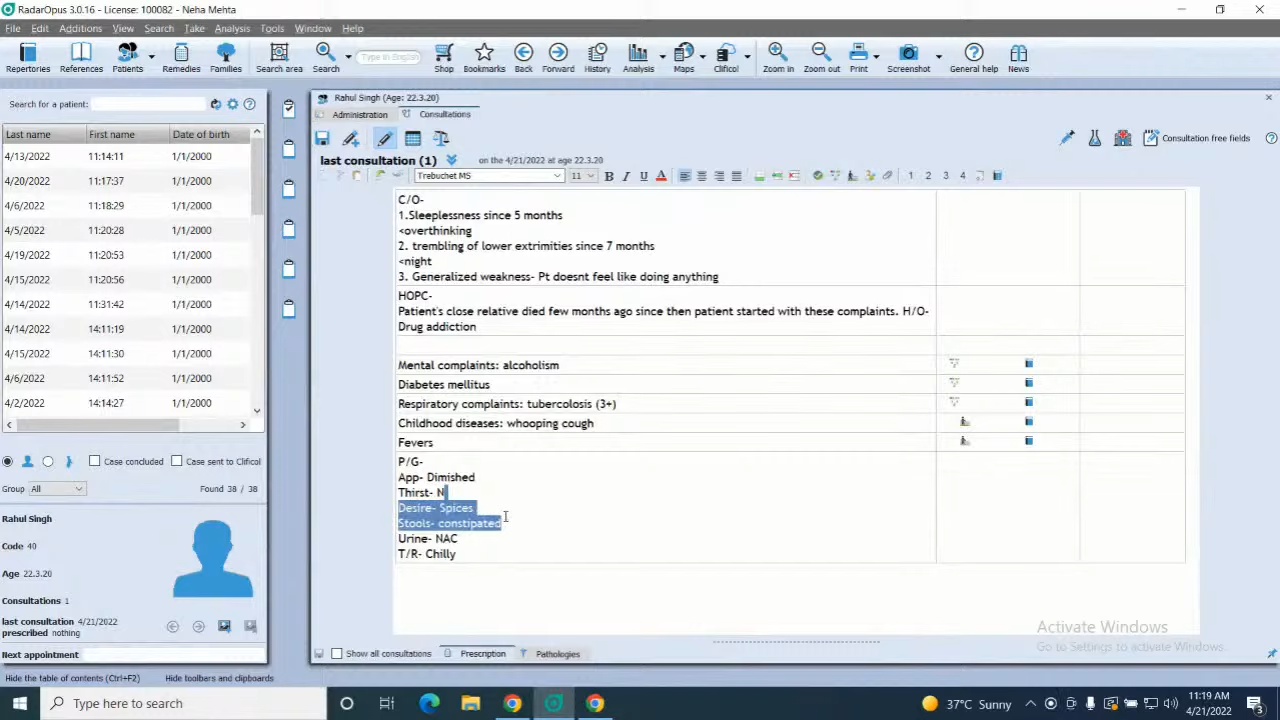 RadarOpus 3.0.16 - License: 100082 - Neha Mehta
File Edit Additions View Search Take Analysis Tools Window Help
Repertories References Patients Remedies Families Search area Search Type in English Shop Bookmarks Back Forward History Analysis Maps Clificol Zoom in Zoom out Print Screenshot General help News
Search for a patient:
Last name First name Date of birth
4/13/2022 11:14:11 1/1/2000
4/20/2022 11:17:37 1/1/2000
4/6/2022 11:18:29 1/1/2000
4/5/2022 11:20:28 1/1/2000
4/19/2022 11:20:53 1/1/2000
4/15/2022 11:20:56 1/1/2000
4/14/2022 11:31:42 1/1/2000
4/14/2022 14:11:19 1/1/2000
4/15/2022 14:11:30 1/1/2000
4/6/2022 14:11:52 1/1/2000
4/2/2022 14:14:27 1/1/2000
Case concluded Case sent to Clificol
Group All Found 38 / 38
Rahul Singh
Code 40
Age 22.3.20
Consultations 1
last consultation 4/21/2022
prescribed nothing
Next appointment
Rahul Singh (Age: 22.3.20)
Administration Consultations
Consultation free fields
last consultation (1) on the 4/21/2022 at age 22.3.20
Trebuchet MS 11 B I U A 1 2 3 4
C/O-
1.Sleeplessness since 5 months
<overthinking
2. trembling of lower extrimities since 7 months
<night
3. Generalized weakness- Pt doesnt feel like doing anything
HOPC-
Patient's close relative died few months ago since then patient started with these complaints. H/O-
Drug addiction
Mental complaints: alcoholism
Diabetes mellitus
Respiratory complaints: tubercolosis (3+)
Childhood diseases: whooping cough
Fevers
P/G-
App- Dimished
Thirst- N
Desire- Spices
Stools- constipated
Urine- NAC
T/R- Chilly
Activate Windows
Go to Settings to activate Windows.
Show all consultations Prescription Pathologies
Hide the table of contents (Ctrl+F2) Hide toolbars and clipboards
Type here to search
37°C Sunny
11:19 AM
4/21/2022
3